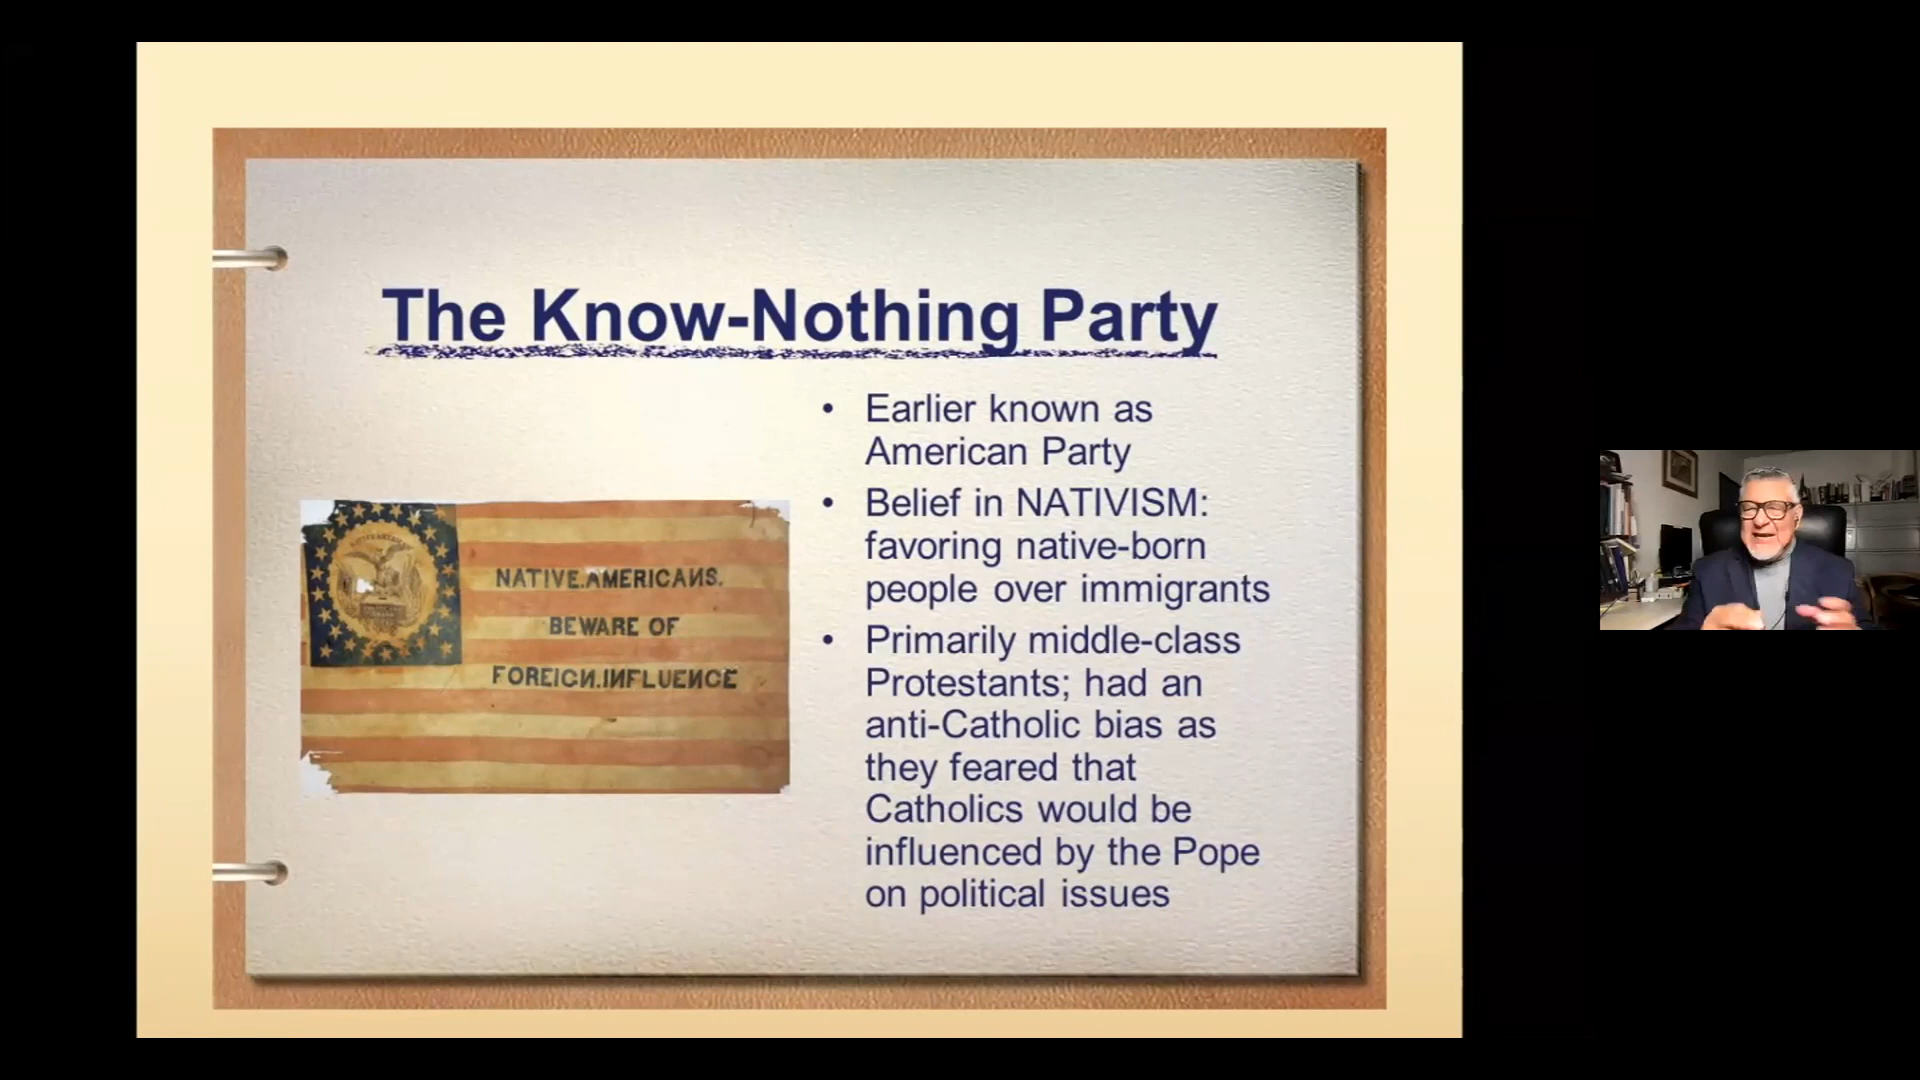 The Know-Nothing Party
• Earlier known as
American Party
• Belief in NATIVISM:
favoring native-born
people over immigrants
• Primarily middle-class
Protestants; had an
anti-Catholic bias as
they feared that
Catholics would be
influenced by the Pope
on political issues
NATIVE.AMERICANS.
BEWARE OF
FOREIGN.INFLUENCE